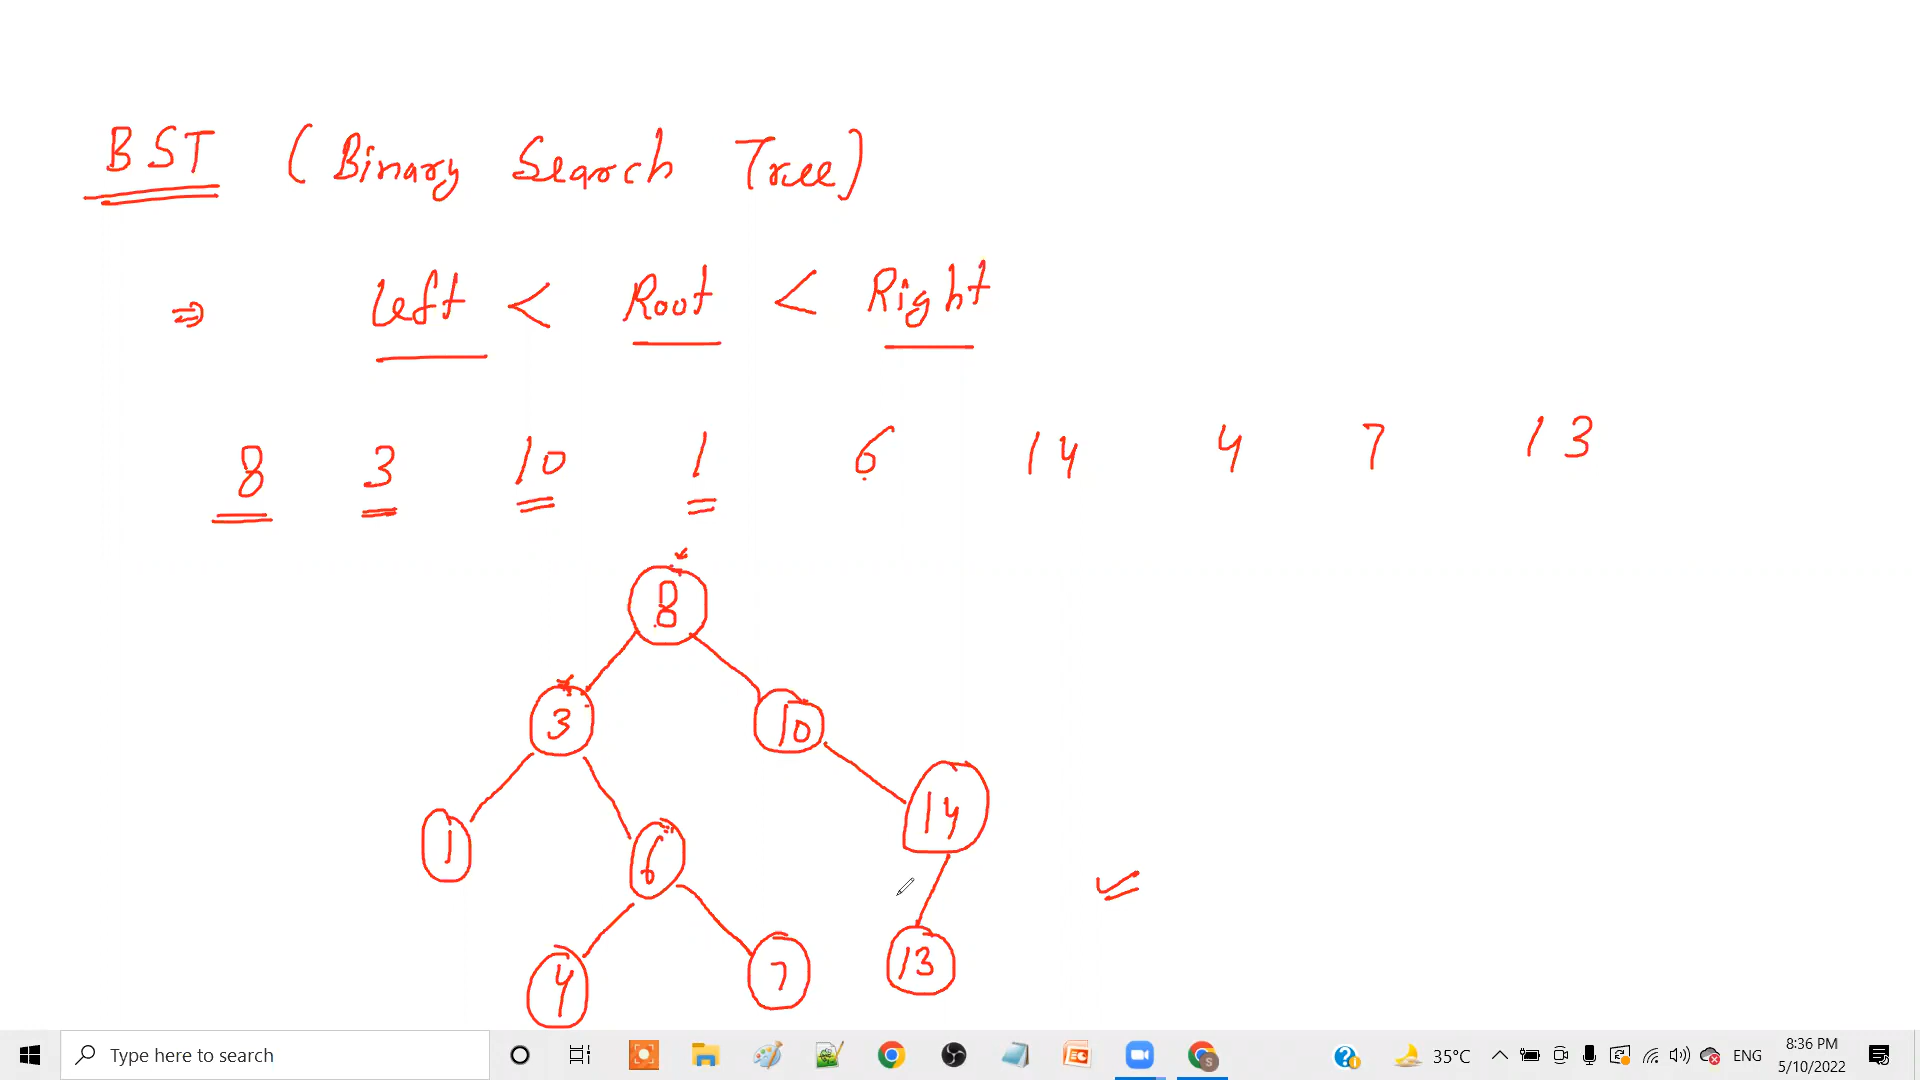 BST (Binary Search Tree)
⇒ Left < Root < Right
8 3 10 1 6 14 4 7 13
8
3 10
1 6 14
4 7 13
Type here to search
35°C ENG 8:36 PM
5/10/2022